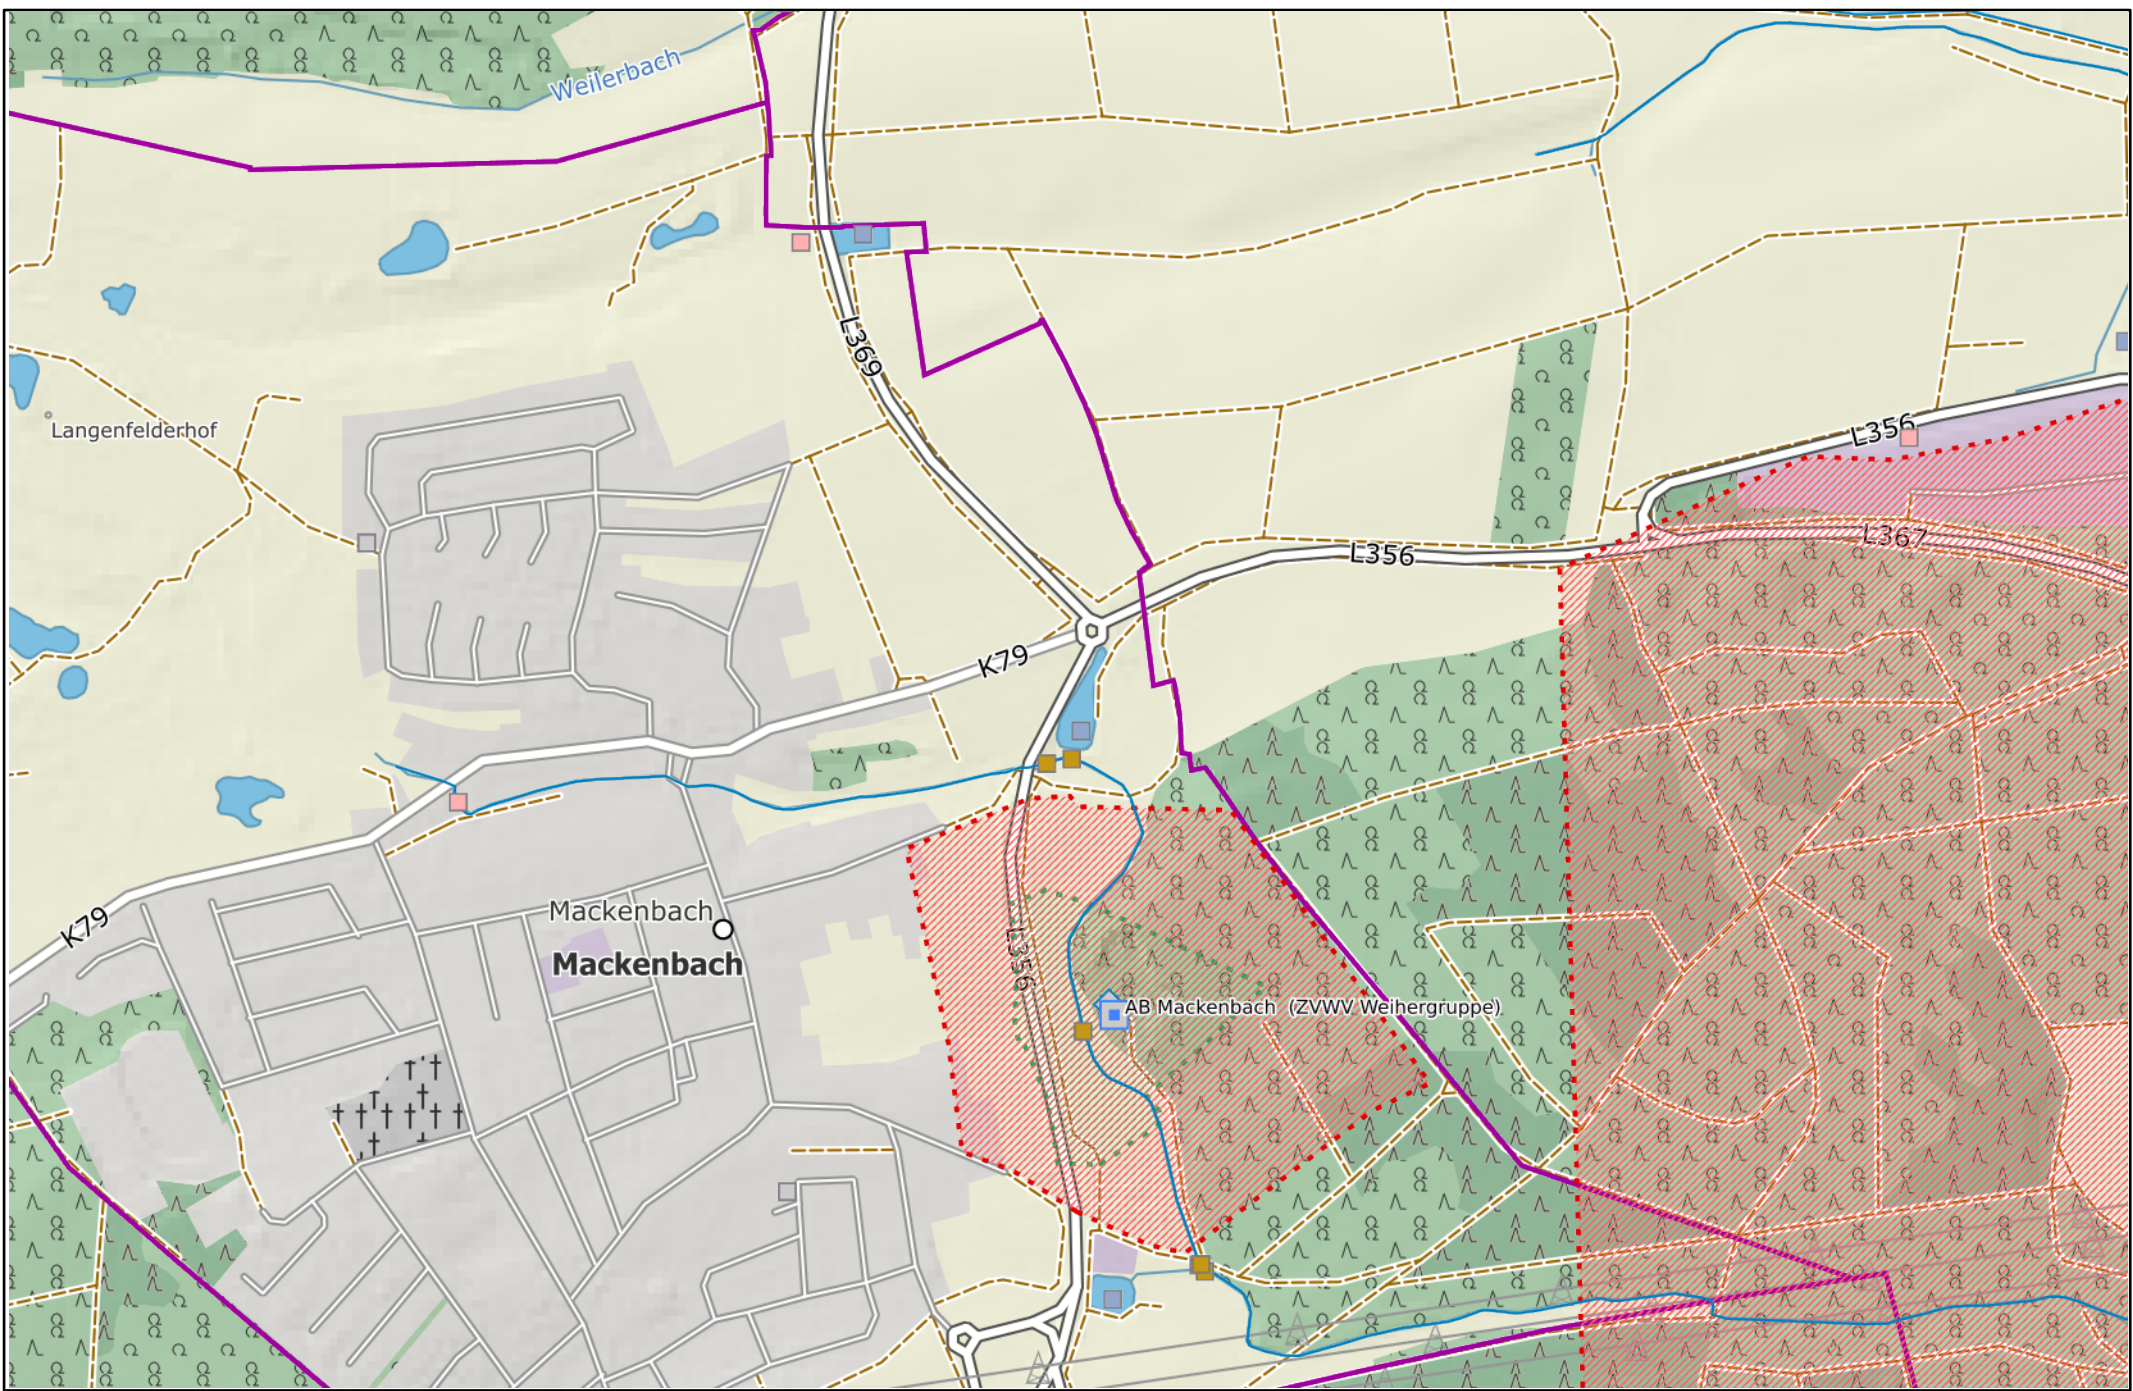 Weilerbach
L369
Langenfelderhof
L356
L367
L356
K79
K79
Mackenbach
Mackenbach
L356
AB Mackenbach (ZVWV Weihergruppe)